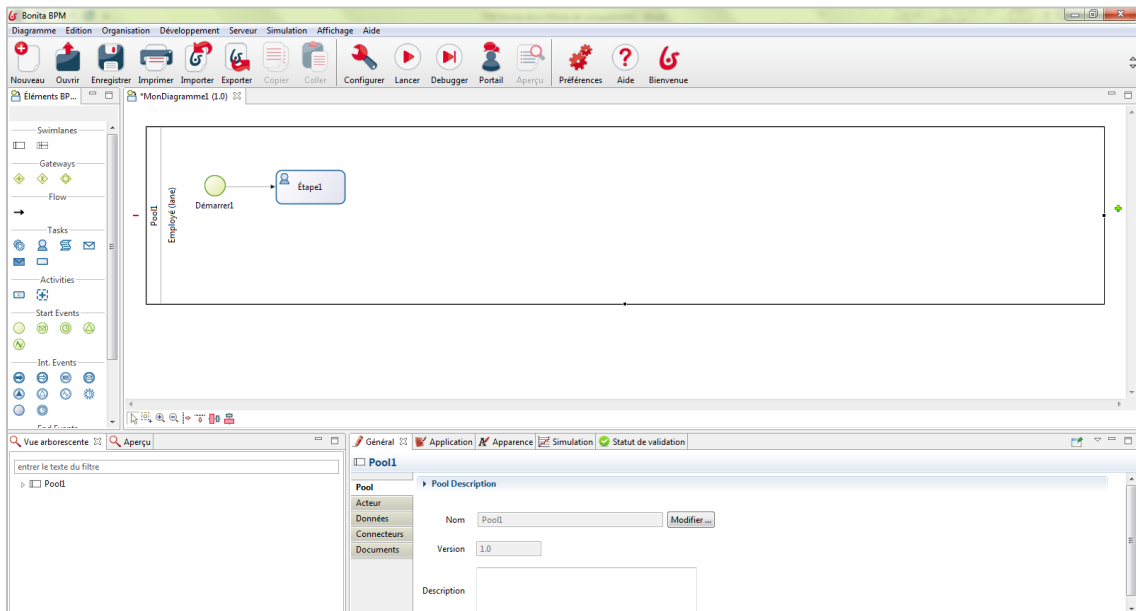 Bonita BPM
Diagramme Edition Organisation Développement Serveur Simulation Affichage Aide
Nouveau Ouvrir Enregistrer Imprimer Importer Exporter Copier Coller Configurer Lancer Debugger Portail Aperçu Préférences Aide Bienvenue
Éléments BP... *MonDiagramme1 (1.0)
Swimlanes
Gateways
Flow
Tasks
Activities
Start Events
Int. Events
End Events
Pool1
Employé (lane)
Démarrer1
Étape1
Vue arborescente Aperçu
entrer le texte du filtre
Pool1
Général Application Apparence Simulation Statut de validation
Pool1
Pool
Acteur
Données
Connecteurs
Documents
Pool Description
Nom Pool1 Modifier ...
Version 1.0
Description